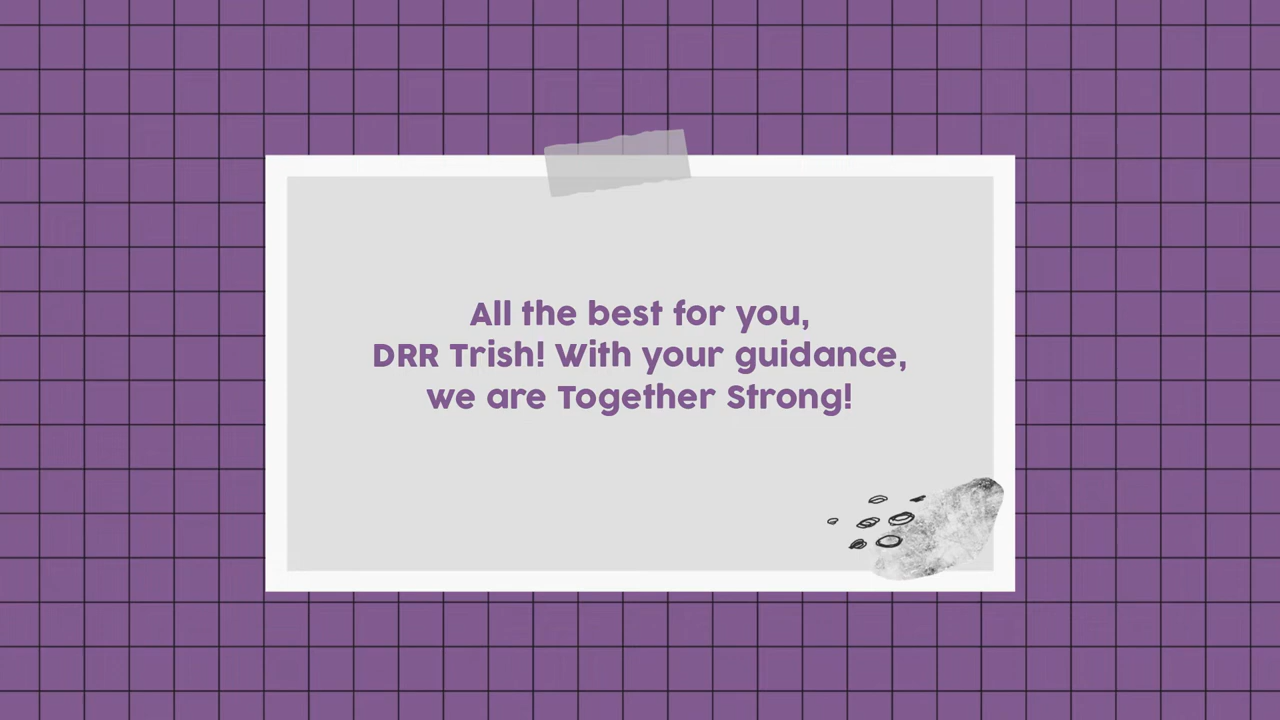 All the best for you,
DRR Trish! With your guidance,
we are Together Strong!